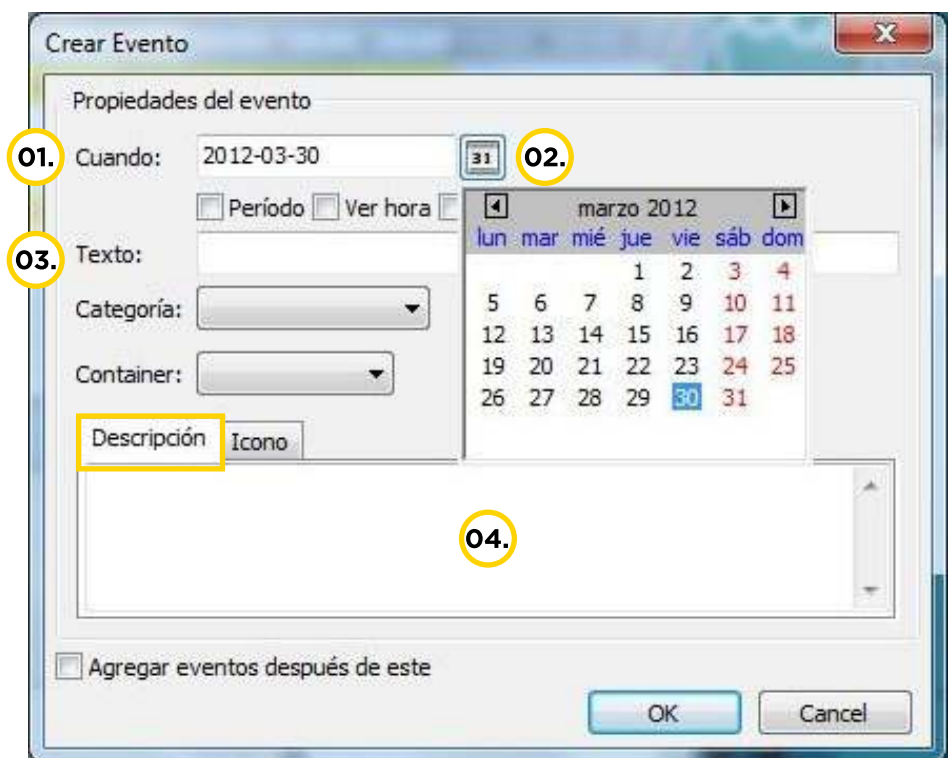 Crear Evento
Propiedades del evento
01. Cuando: 2012-03-30 31 02.
Período Ver hora
marzo 2012
lun mar mié jue vie sáb dom
1 2 3 4
5 6 7 8 9 10 11
12 13 14 15 16 17 18
19 20 21 22 23 24 25
26 27 28 29 30 31
03. Texto:
Categoría:
Container:
Descripción Icono
04.
Agregar eventos después de este
OK Cancel